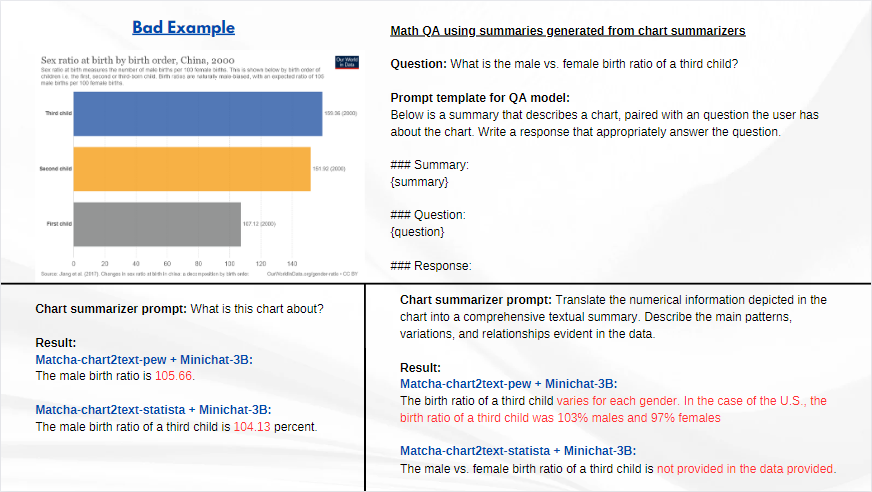 Bad Example
Sex ratio at birth by birth order, China, 2000
Sex ratio at birth measures the number of male births per 100 female births. This is shown below by birth order of
children i.e. the first, second or third-born child. Birth ratios are naturally male-biased, with an expected ratio of 105
male births per 100 female births.
Our World
in Data
Third child
159.36 (2000)
Second child
151.92 (2000)
First child
107.12 (2000)
0 20 40 60 80 100 120 140
Source: Jiang et al. (2017). Changes in sex ratio at birth in china: a decomposition by birth order.
OurWorldInData.org/gender-ratio • CC BY
Math QA using summaries generated from chart summarizers
Question: What is the male vs. female birth ratio of a third child?
Prompt template for QA model:
Below is a summary that describes a chart, paired with an question the user has
about the chart. Write a response that appropriately answer the question.
### Summary:
{summary}
### Question:
{question}
### Response:
Chart summarizer prompt: What is this chart about?
Result:
Matcha-chart2text-pew + Minichat-3B:
The male birth ratio is 105.66.
Matcha-chart2text-statista + Minichat-3B:
The male birth ratio of a third child is 104.13 percent.
Chart summarizer prompt: Translate the numerical information depicted in the
chart into a comprehensive textual summary. Describe the main patterns,
variations, and relationships evident in the data.
Result:
Matcha-chart2text-pew + Minichat-3B:
The birth ratio of a third child varies for each gender. In the case of the U.S., the
birth ratio of a third child was 103% males and 97% females
Matcha-chart2text-statista + Minichat-3B:
The male vs. female birth ratio of a third child is not provided in the data provided.